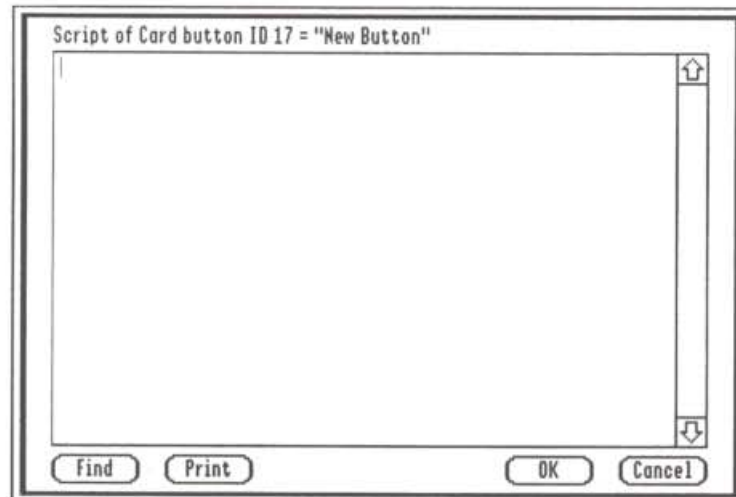 Script of Card button ID 17 = "New Button"
Find Print OK Cancel